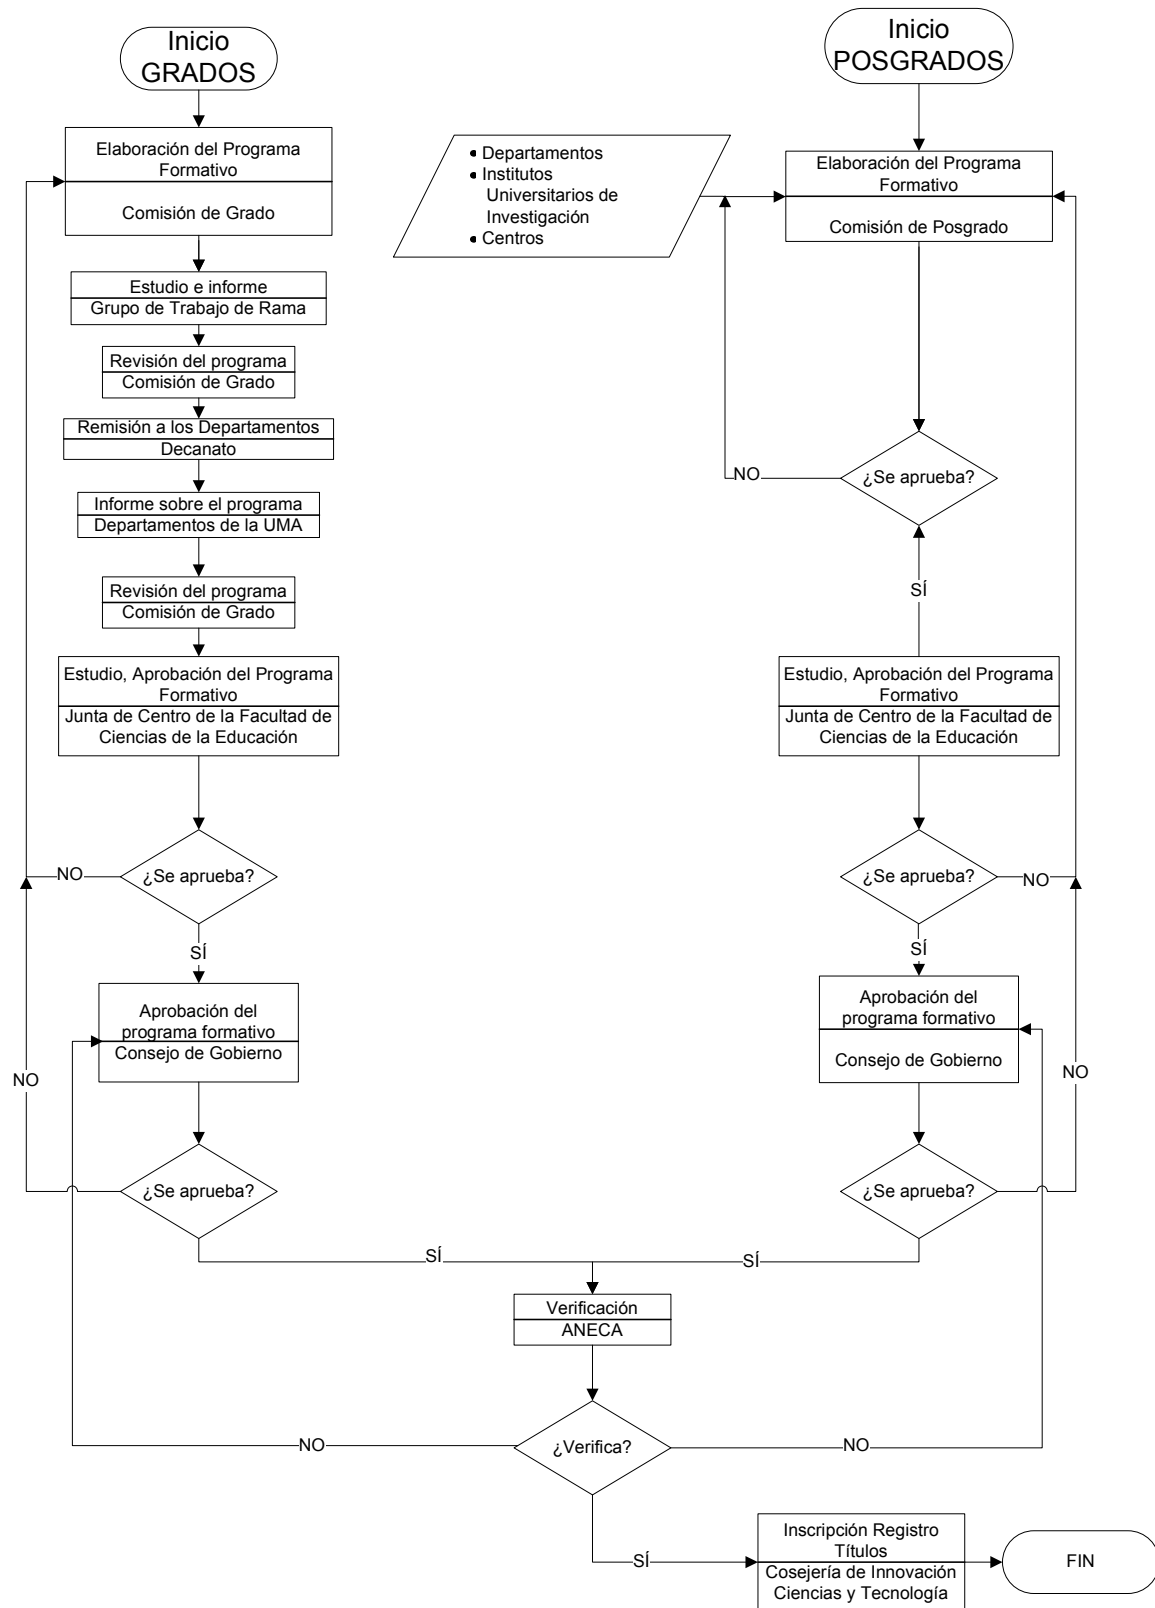 Inicio
GRADOS
Elaboración del Programa
Formativo
Comisión de Grado
Estudio e informe
Grupo de Trabajo de Rama
Revisión del programa
Comisión de Grado
Remisión a los Departamentos
Decanato
Informe sobre el programa
Departamentos de la UMA
Revisión del programa
Comisión de Grado
Estudio, Aprobación del Programa
Formativo
Junta de Centro de la Facultad de
Ciencias de la Educación
¿Se aprueba?
NO
SÍ
Aprobación del
programa formativo
Consejo de Gobierno
NO
¿Se aprueba?
SÍ
Inicio
POSGRADOS
• Departamentos
• Institutos
Universitarios de
Investigación
• Centros
Elaboración del Programa
Formativo
Comisión de Posgrado
¿Se aprueba?
NO
SÍ
Estudio, Aprobación del Programa
Formativo
Junta de Centro de la Facultad de
Ciencias de la Educación
¿Se aprueba?
NO
SÍ
Aprobación del
programa formativo
Consejo de Gobierno
NO
¿Se aprueba?
SÍ
Verificación
ANECA
¿Verifica?
NO
NO
SÍ
Inscripción Registro
Títulos
Cosejería de Innovación
Ciencias y Tecnología
FIN